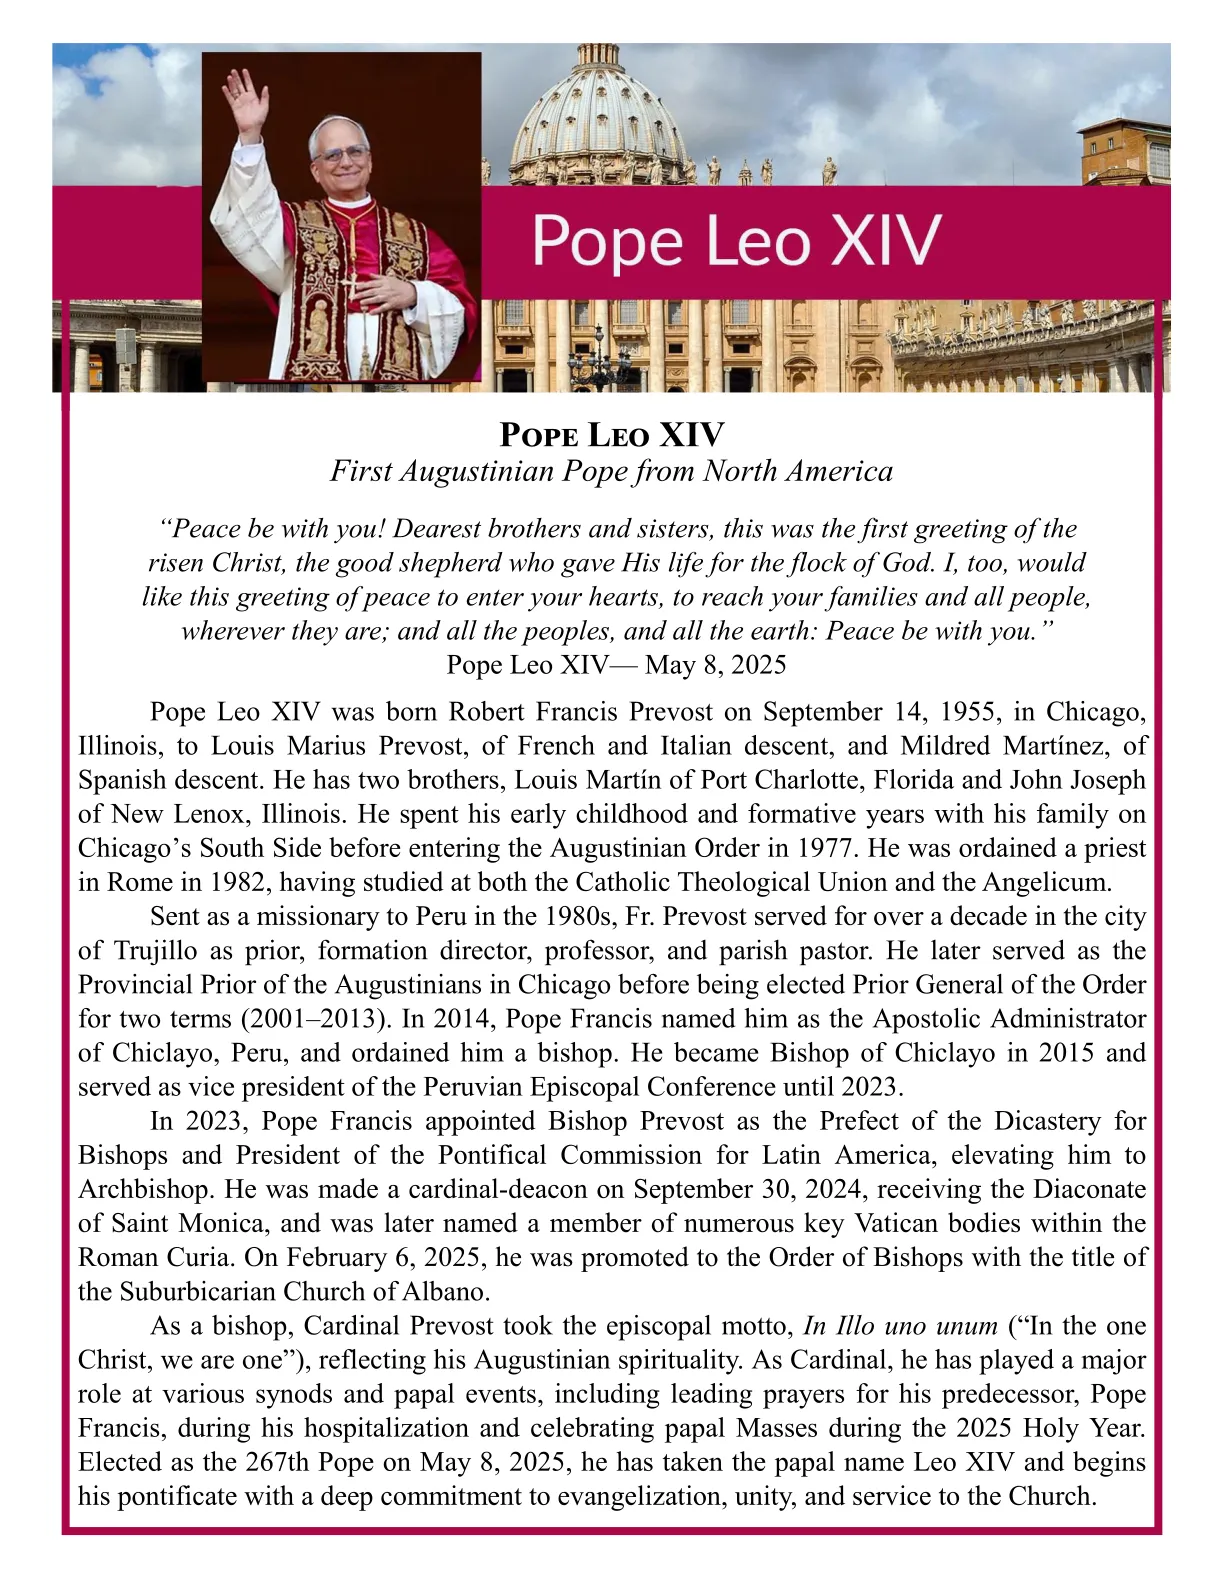 Pope Leo XIV
Pope Leo XIV
First Augustinian Pope from North America
“Peace be with you! Dearest brothers and sisters, this was the first greeting of the
risen Christ, the good shepherd who gave His life for the flock of God. I, too, would
like this greeting of peace to enter your hearts, to reach your families and all people,
wherever they are; and all the peoples, and all the earth: Peace be with you.”
Pope Leo XIV— May 8, 2025
Pope Leo XIV was born Robert Francis Prevost on September 14, 1955, in Chicago,
Illinois, to Louis Marius Prevost, of French and Italian descent, and Mildred Martínez, of
Spanish descent. He has two brothers, Louis Martín of Port Charlotte, Florida and John Joseph
of New Lenox, Illinois. He spent his early childhood and formative years with his family on
Chicago’s South Side before entering the Augustinian Order in 1977. He was ordained a priest
in Rome in 1982, having studied at both the Catholic Theological Union and the Angelicum.
Sent as a missionary to Peru in the 1980s, Fr. Prevost served for over a decade in the city
of Trujillo as prior, formation director, professor, and parish pastor. He later served as the
Provincial Prior of the Augustinians in Chicago before being elected Prior General of the Order
for two terms (2001–2013). In 2014, Pope Francis named him as the Apostolic Administrator
of Chiclayo, Peru, and ordained him a bishop. He became Bishop of Chiclayo in 2015 and
served as vice president of the Peruvian Episcopal Conference until 2023.
In 2023, Pope Francis appointed Bishop Prevost as the Prefect of the Dicastery for
Bishops and President of the Pontifical Commission for Latin America, elevating him to
Archbishop. He was made a cardinal-deacon on September 30, 2024, receiving the Diaconate
of Saint Monica, and was later named a member of numerous key Vatican bodies within the
Roman Curia. On February 6, 2025, he was promoted to the Order of Bishops with the title of
the Suburbicarian Church of Albano.
As a bishop, Cardinal Prevost took the episcopal motto, In Illo uno unum (“In the one
Christ, we are one”), reflecting his Augustinian spirituality. As Cardinal, he has played a major
role at various synods and papal events, including leading prayers for his predecessor, Pope
Francis, during his hospitalization and celebrating papal Masses during the 2025 Holy Year.
Elected as the 267th Pope on May 8, 2025, he has taken the papal name Leo XIV and begins
his pontificate with a deep commitment to evangelization, unity, and service to the Church.